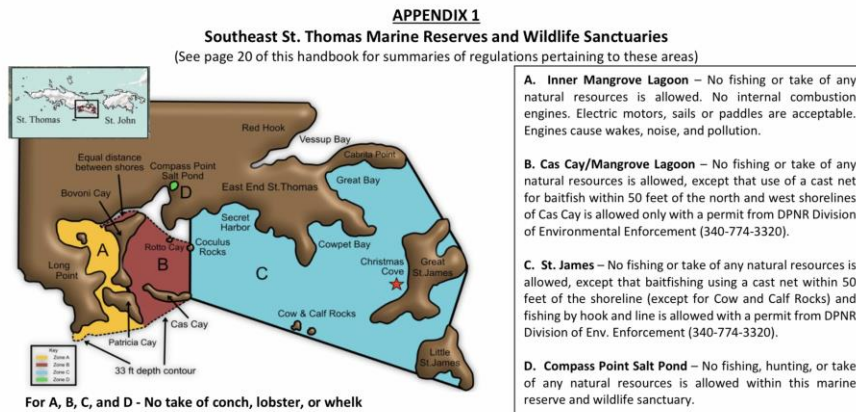 APPENDIX 1
Southeast St. Thomas Marine Reserves and Wildlife Sanctuaries
(See page 20 of this handbook for summaries of regulations pertaining to these areas)
St. Thomas
St. John
Red Hook
Vessup Bay
Cabrita Point
Equal distance
between shores
Compass Point
Salt Pond
D
East End St.Thomas
Great Bay
Bovoni Cay
Secret
Harbor
Cowpet Bay
Rotto Cay
Coculus
Rocks
A
B
C
Long
Point
Christmas
Cove
Great
St.James
Cas Cay
Cow & Calf Rocks
Patricia Cay
Little
St.James
33 ft depth contour
Key
Zone A
Zone B
Zone C
Zone D
For A, B, C, and D - No take of conch, lobster, or whelk
A. Inner Mangrove Lagoon – No fishing or take of any
natural resources is allowed. No internal combustion
engines. Electric motors, sails or paddles are acceptable.
Engines cause wakes, noise, and pollution.
B. Cas Cay/Mangrove Lagoon – No fishing or take of any
natural resources is allowed, except that use of a cast net
for baitfish within 50 feet of the north and west shorelines
of Cas Cay is allowed only with a permit from DPNR Division
of Environmental Enforcement (340-774-3320).
C. St. James – No fishing or take of any natural resources is
allowed, except that baitfishing using a cast net within 50
feet of the shoreline (except for Cow and Calf Rocks) and
fishing by hook and line is allowed with a permit from DPNR
Division of Env. Enforcement (340-774-3320).
D. Compass Point Salt Pond – No fishing, hunting, or take
of any natural resources is allowed within this marine
reserve and wildlife sanctuary.